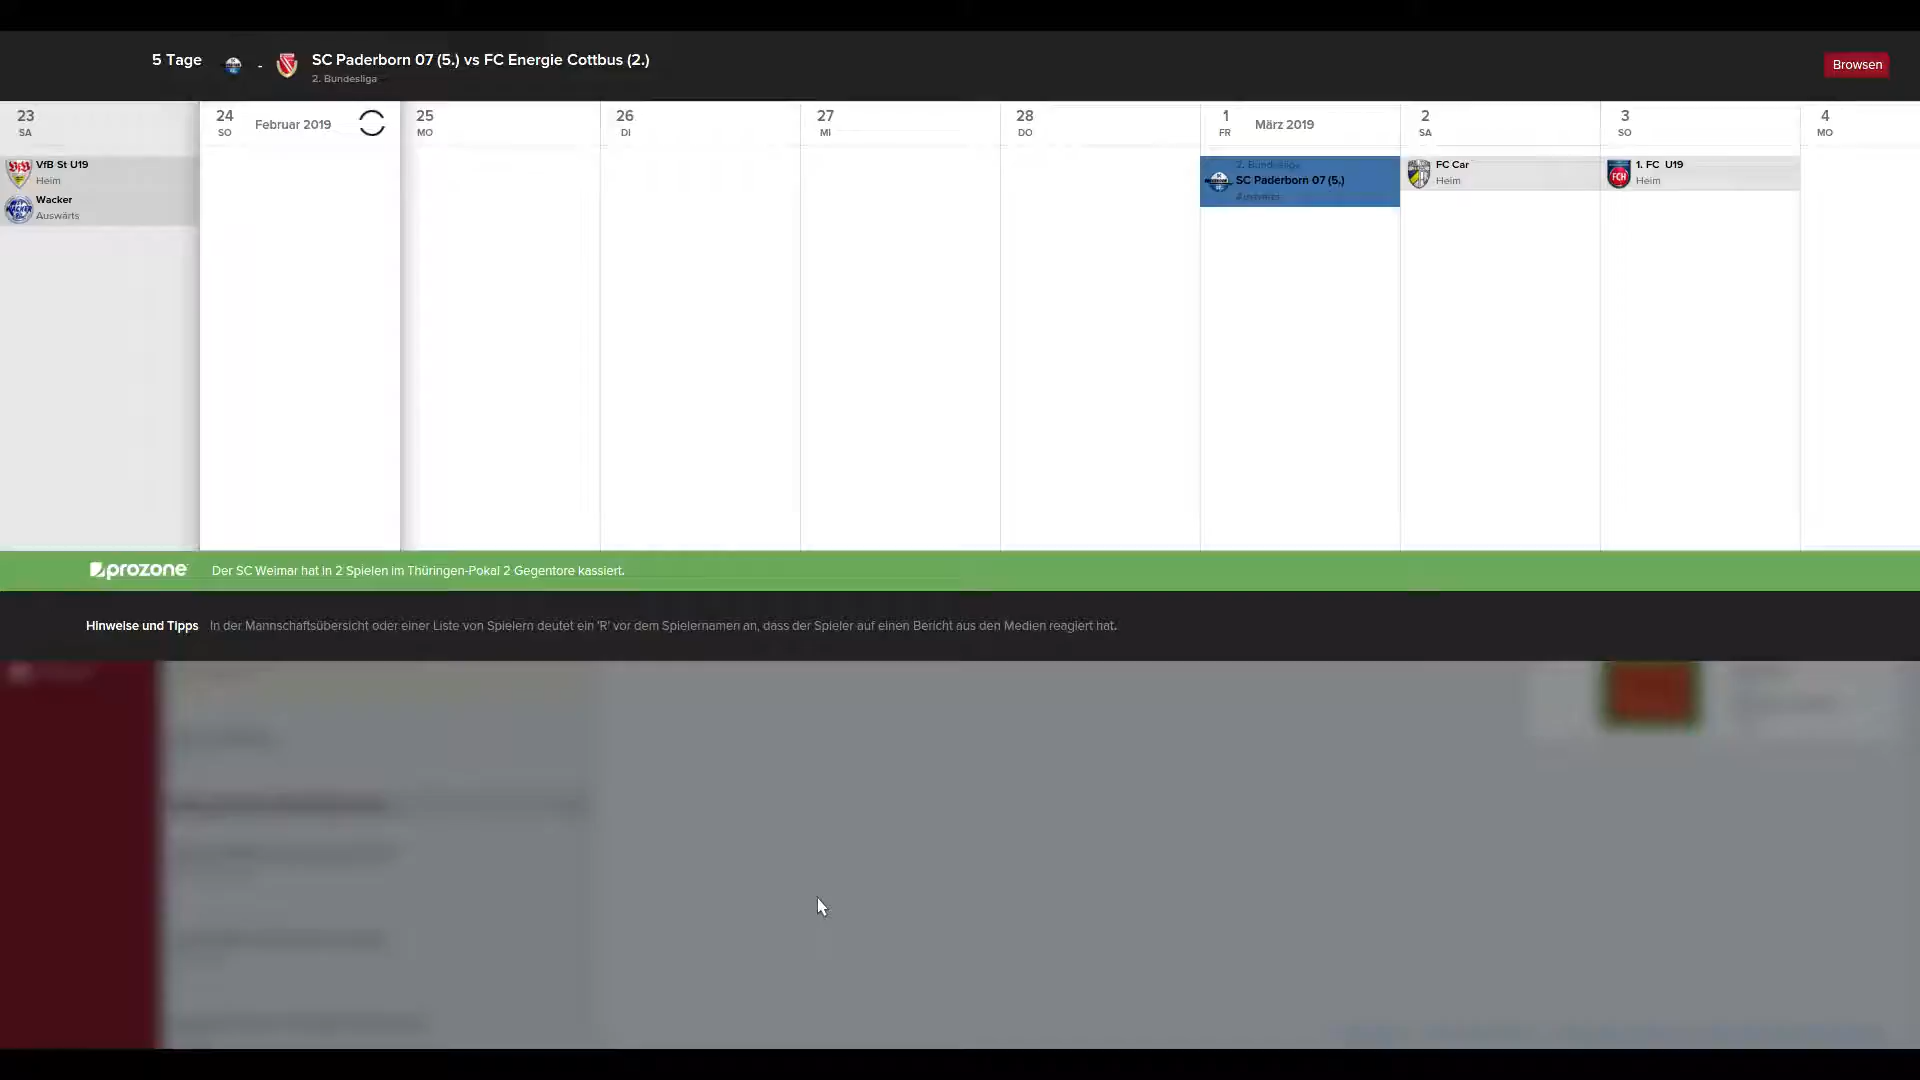 5 Tage
-
SC Paderborn 07 (5.) vs FC Energie Cottbus (2.)
2. Bundesliga
Browsen
23
SA
24
SO
Februar 2019
25
MO
26
DI
27
MI
28
DO
1
FR
März 2019
2
SA
3
SO
4
MO
VfB St U19
Heim
Wacker
Auswärts
2. Bundesliga
SC Paderborn 07 (5.)
Auswärts
FC Car
Heim
FCH
1. FC U19
Heim
prozone
Der SC Weimar hat in 2 Spielen im Thüringen-Pokal 2 Gegentore kassiert.
Hinweise und Tipps
In der Mannschaftsübersicht oder einer Liste von Spielern deutet ein 'R' vor dem Spielernamen an, dass der Spieler auf einen Bericht aus den Medien reagiert hat.